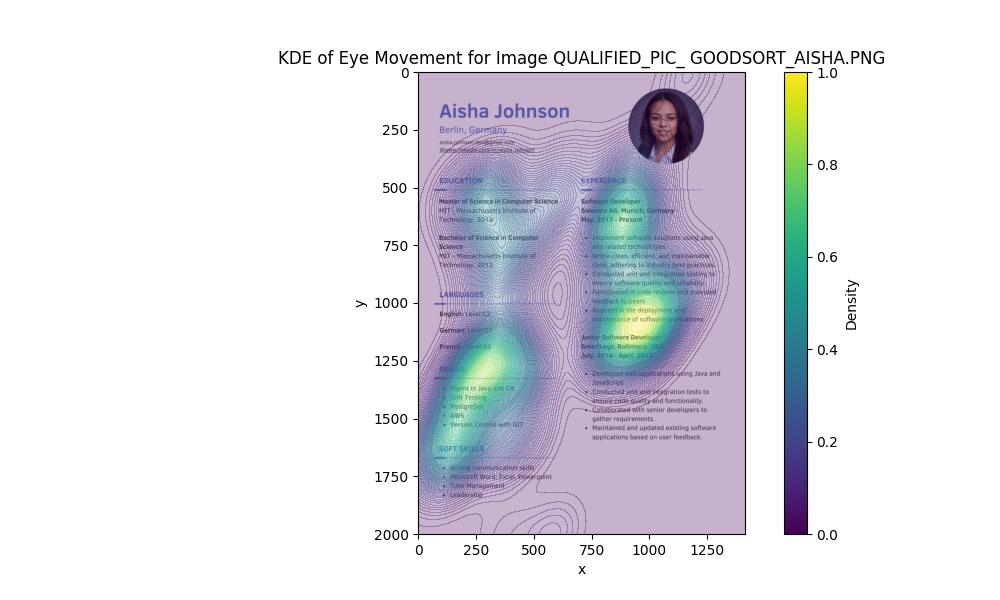 KDE of Eye Movement for Image QUALIFIED_PIC_ GOODSORT_AISHA.PNG
Aisha Johnson
Berlin, Germany
EDUCATION
Master of Science in Computer Science
MIT - Massachusetts Institute of
Technology, 2014
Bachelor of Science in Computer
Science
MIT - Massachusetts Institute of
Technology, 2012
LANGUAGES
English: Level C2
German: Level C1
French: Level B2
SKILLS
Fluent in Java and C#
Unit Testing
PostgreSql
AWS
Version Control with GIT
SOFT SKILLS
Strong communication skills
Microsoft Word, Excel, Powerpoint
Time Management
Leadership
EXPERIENCE
Software Developer
Siemens AG, Munich, Germany
May, 2017 - Present
Implement software solutions using Java
and related technologies.
Wrote clean, efficient, and maintainable
code, adhering to industry best practices.
Conducted unit and integration testing to
ensure software quality and reliability.
Participated in code reviews and provided
feedback to peers.
Assisted in the deployment and
maintenance of software applications.
Junior Software Developer
SmartLogic Baltimore, USA
July, 2014 - April, 2017
Developed web applications using Java and
JavaScript.
Conducted unit and integration tests to
ensure code quality and functionality.
Collaborated with senior developers to
gather requirements.
Maintained and updated existing software
applications based on user feedback.
0
250
500
750
1000
1250
1500
1750
2000
y
0
250
500
750
1000
1250
x
1.0
0.8
0.6
0.4
0.2
0.0
Density